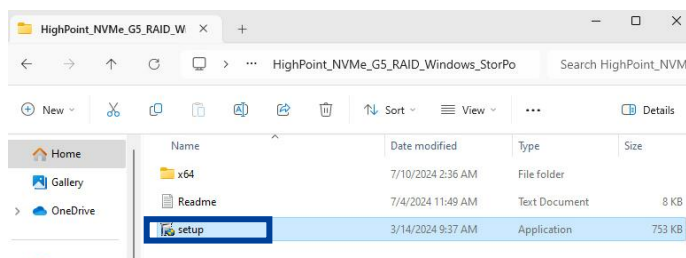 HighPoint_NVMe_G5_RAID_Wi
HighPoint_NVMe_G5_RAID_Windows_StorPo Search HighPoint_NVM
New Sort View Details
Name Date modified Type Size
Home
x64 7/10/2024 2:36 AM File folder
Gallery
Readme 7/4/2024 11:49 AM Text Document 8 KB
OneDrive
setup 3/14/2024 9:37 AM Application 753 KB